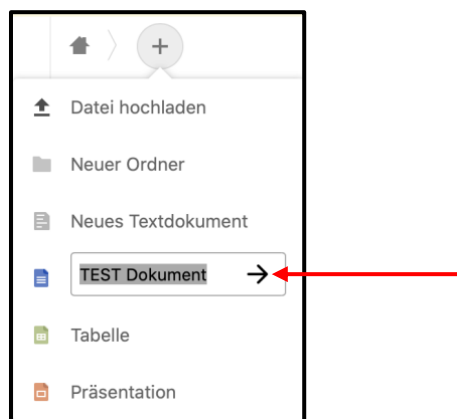 Datei hochladen
Neuer Ordner
Neues Textdokument
TEST Dokument
Tabelle
Präsentation